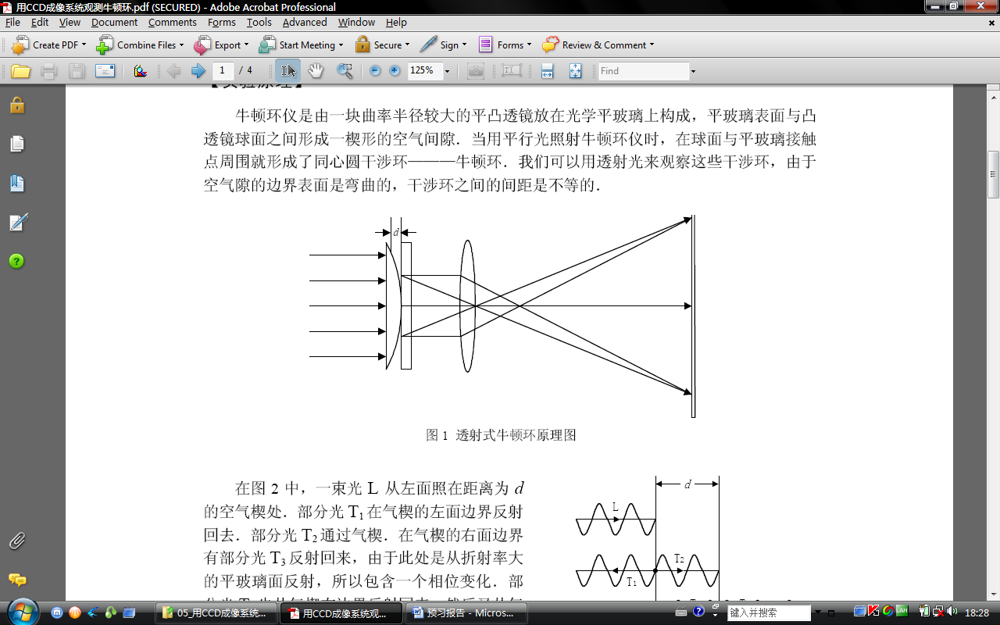 用CCD成像系统观测牛顿环.pdf (SECURED) - Adobe Acrobat Professional
File Edit View Document Comments Forms Tools Advanced Window Help
Create PDF Combine Files Export Start Meeting Secure Sign Forms Review & Comment
1 / 4 125% Find
【实验原理】
牛顿环仪是由一块曲率半径较大的平凸透镜放在光学平玻璃上构成，平玻璃表面与凸
透镜球面之间形成一楔形的空气间隙．当用平行光照射牛顿环仪时，在球面与平玻璃接触
点周围就形成了同心圆干涉环———牛顿环．我们可以用透射光来观察这些干涉环，由于
空气隙的边界表面是弯曲的，干涉环之间的间距是不等的．
d
图 1 透射式牛顿环原理图
在图 2 中，一束光 L 从左面照在距离为 d
的空气楔处．部分光 T1 在气楔的左面边界反射
回去．部分光 T2 通过气楔．在气楔的右面边界
有部分光 T3 反射回来，由于此处是从折射率大
的平玻璃面反射，所以包含一个相位变化．部
d
L
T2
T1
05_用CCD成像系统... 用CCD成像系统观... 预习报告 - Micros... 键入并搜索 18:28